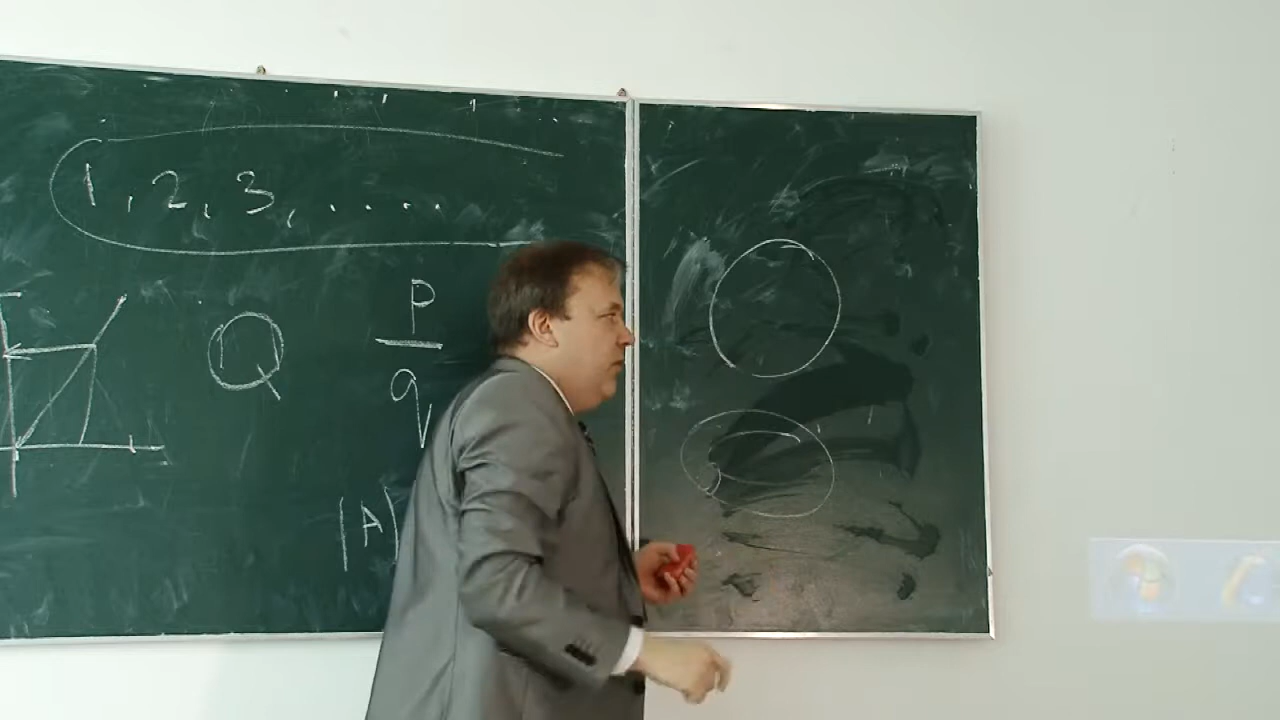 1, 2, 3, .....
Q
p
q
|A|